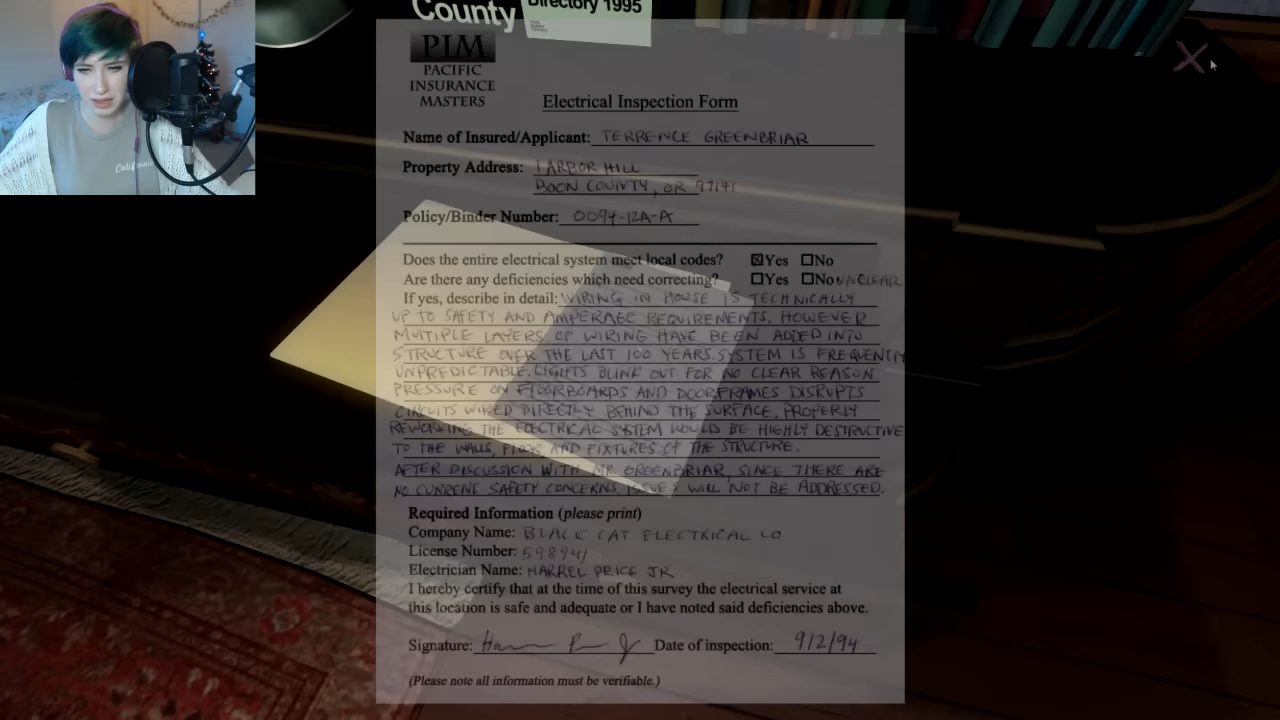 County
Directory 1995
PIM
PACIFIC
INSURANCE
MASTERS
Electrical Inspection Form
Name of Insured/Applicant: TERRENCE GREENBRIAR
Property Address: 1 ARBOR HILL
BOON COUNTY, OR 97141
Policy/Binder Number: 0094-12A-A
Does the entire electrical system meet local codes? ☒Yes ☐No
Are there any deficiencies which need correcting? ☐Yes ☐No UNCLEAR
If yes, describe in detail: WIRING IN HOUSE IS TECHNICALLY
UP TO SAFETY AND AMPERAGE REQUIREMENTS. HOWEVER
MULTIPLE LAYERS OF WIRING HAVE BEEN ADDED INTO
STRUCTURE OVER THE LAST 100 YEARS. SYSTEM IS FREQUENTLY
UNPREDICTABLE. LIGHTS BLINK OUT FOR NO CLEAR REASON
PRESSURE ON FLOORBOARDS AND DOORFRAMES DISRUPTS
CIRCUITS WIRED DIRECTLY BEHIND THE SURFACE. PROPERLY
REWORKING THE ELECTRICAL SYSTEM WOULD BE HIGHLY DESTRUCTIVE
TO THE WALLS, FLOOR AND FIXTURES OF THE STRUCTURE.
AFTER DISCUSSION WITH MR GREENBRIAR, SINCE THERE ARE
NO CURRENT SAFETY CONCERNS ISSUE WILL NOT BE ADDRESSED.
Required Information (please print)
Company Name: BLACK CAT ELECTRICAL CO
License Number: 598941
Electrician Name: HARREL PRICE JR
I hereby certify that at the time of this survey the electrical service at
this location is safe and adequate or I have noted said deficiencies above.
Signature: Date of inspection: 9/2/94
(Please note all information must be verifiable.)